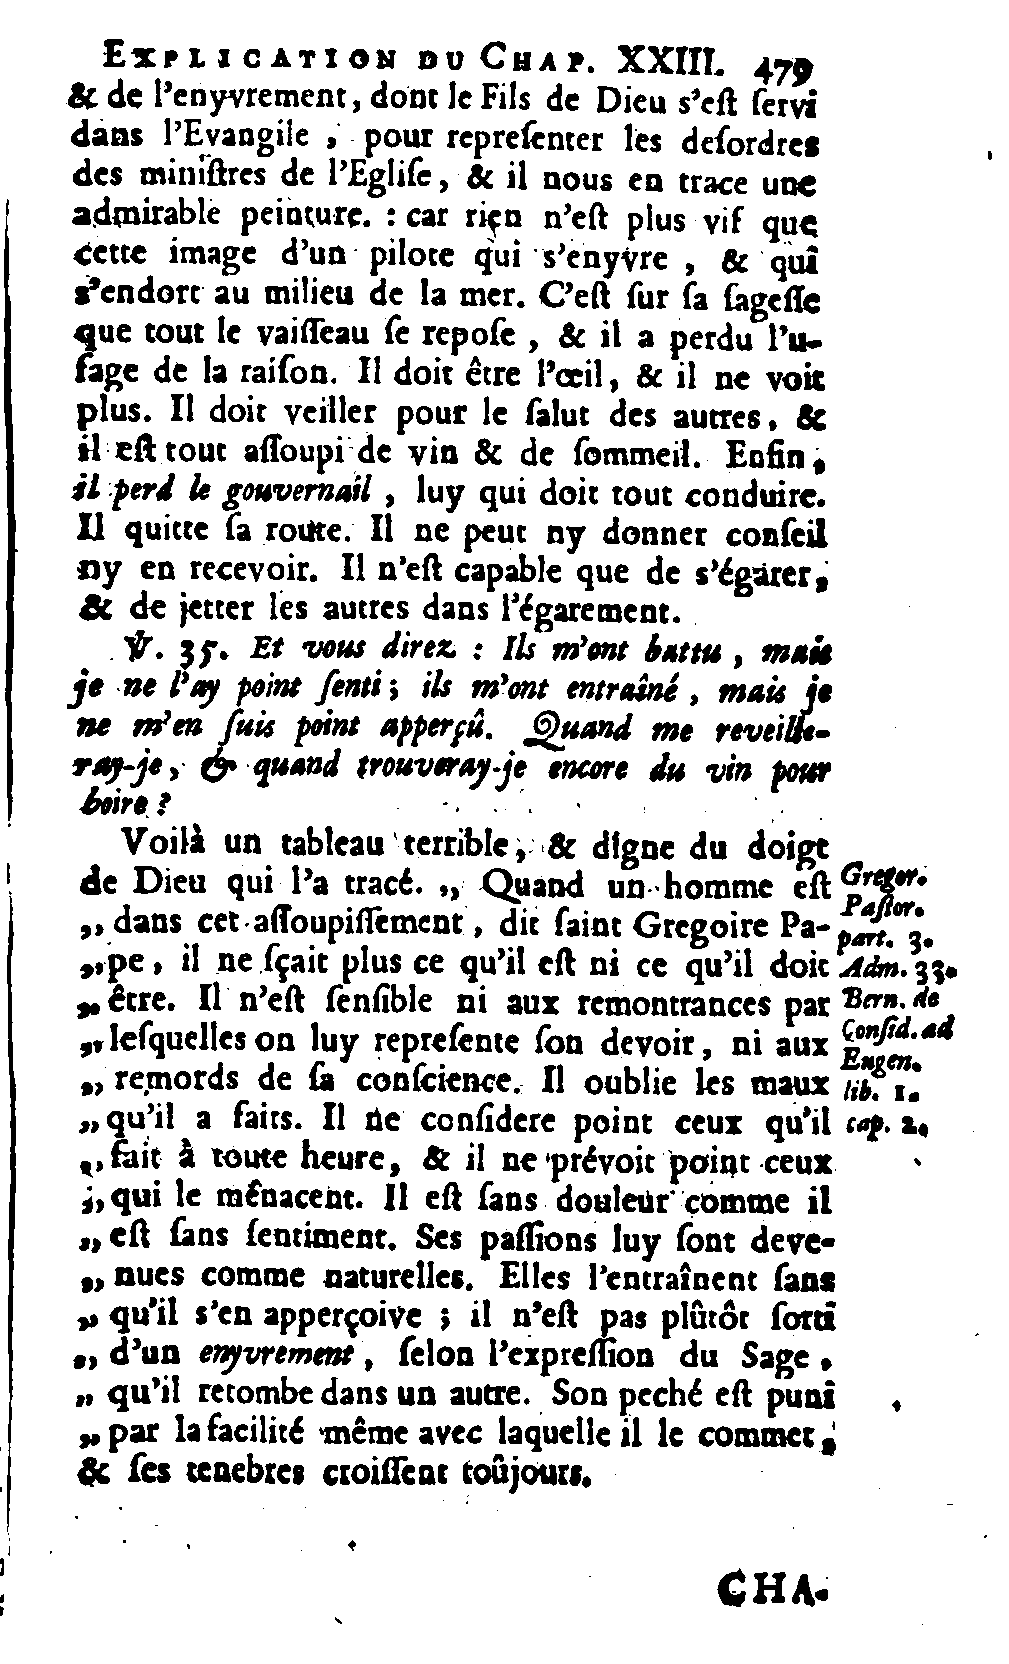 EXPLICATION DU CHAP. XXIII. 479
& de l'enyvrement, dont le Fils de Dieu s'eſt ſervi
dans l'Evangile, pour repreſenter les deſordres
des miniſtres de l'Egliſe, & il nous en trace une
admirable peinture. : car rien n'eſt plus vif que
cette image d'un pilote qui s'enyvre, & qui
s'endort au milieu de la mer. C'eſt ſur ſa ſageſſe
que tout le vaiſſeau ſe repoſe, & il a perdu l'u-
ſage de la raiſon. Il doit être l'œil, & il ne voit
plus. Il doit veiller pour le ſalut des autres, &
il eſt tout aſſoupi de vin & de ſommeil. Enfin,
il perd le gouvernail, luy qui doit tout conduire.
Il quitte ſa route. Il ne peut ny donner conſeil
ny en recevoir. Il n'eſt capable que de s'égarer,
& de jetter les autres dans l'égarement.
℣. 35. Et vous direz : Ils m'ont battu, mais
je ne l'ay point ſenti ; ils m'ont entraîné, mais je
ne m'en ſuis point apperçû. Quand me reveille-
ray-je, & quand trouveray-je encore du vin pour
boire ?
Voilà un tableau terrible, & digne du doigt
de Dieu qui l'a tracé. „ Quand un homme eſt
„ dans cet aſſoupiſſement, dit ſaint Gregoire Pa-
„ pe, il ne ſçait plus ce qu'il eſt ni ce qu'il doit
„ être. Il n'eſt ſenſible ni aux remontrances par
„ leſquelles on luy repreſente ſon devoir, ni aux
„ remords de ſa conſcience. Il oublie les maux
„ qu'il a faits. Il ne conſidere point ceux qu'il
„ fait à toute heure, & il ne prévoit point ceux
„ qui le ménacent. Il eſt ſans douleur comme il
„ eſt ſans ſentiment. Ses paſſions luy ſont deve-
„ nues comme naturelles. Elles l'entraînent ſans
„ qu'il s'en apperçoive ; il n'eſt pas plûtôt ſorti
„ d'un enyvrement, ſelon l'expreſſion du Sage,
„ qu'il retombe dans un autre. Son peché eſt puni
„ par la facilité même avec laquelle il le commet,
& ſes tenebres croiſſent toûjours.
Gregor.
Paſtor.
part. 3.
Adm. 33.
Bern. de
Conſid. ad
Eugen.
lib. 1.
cap. 2.
CHA-